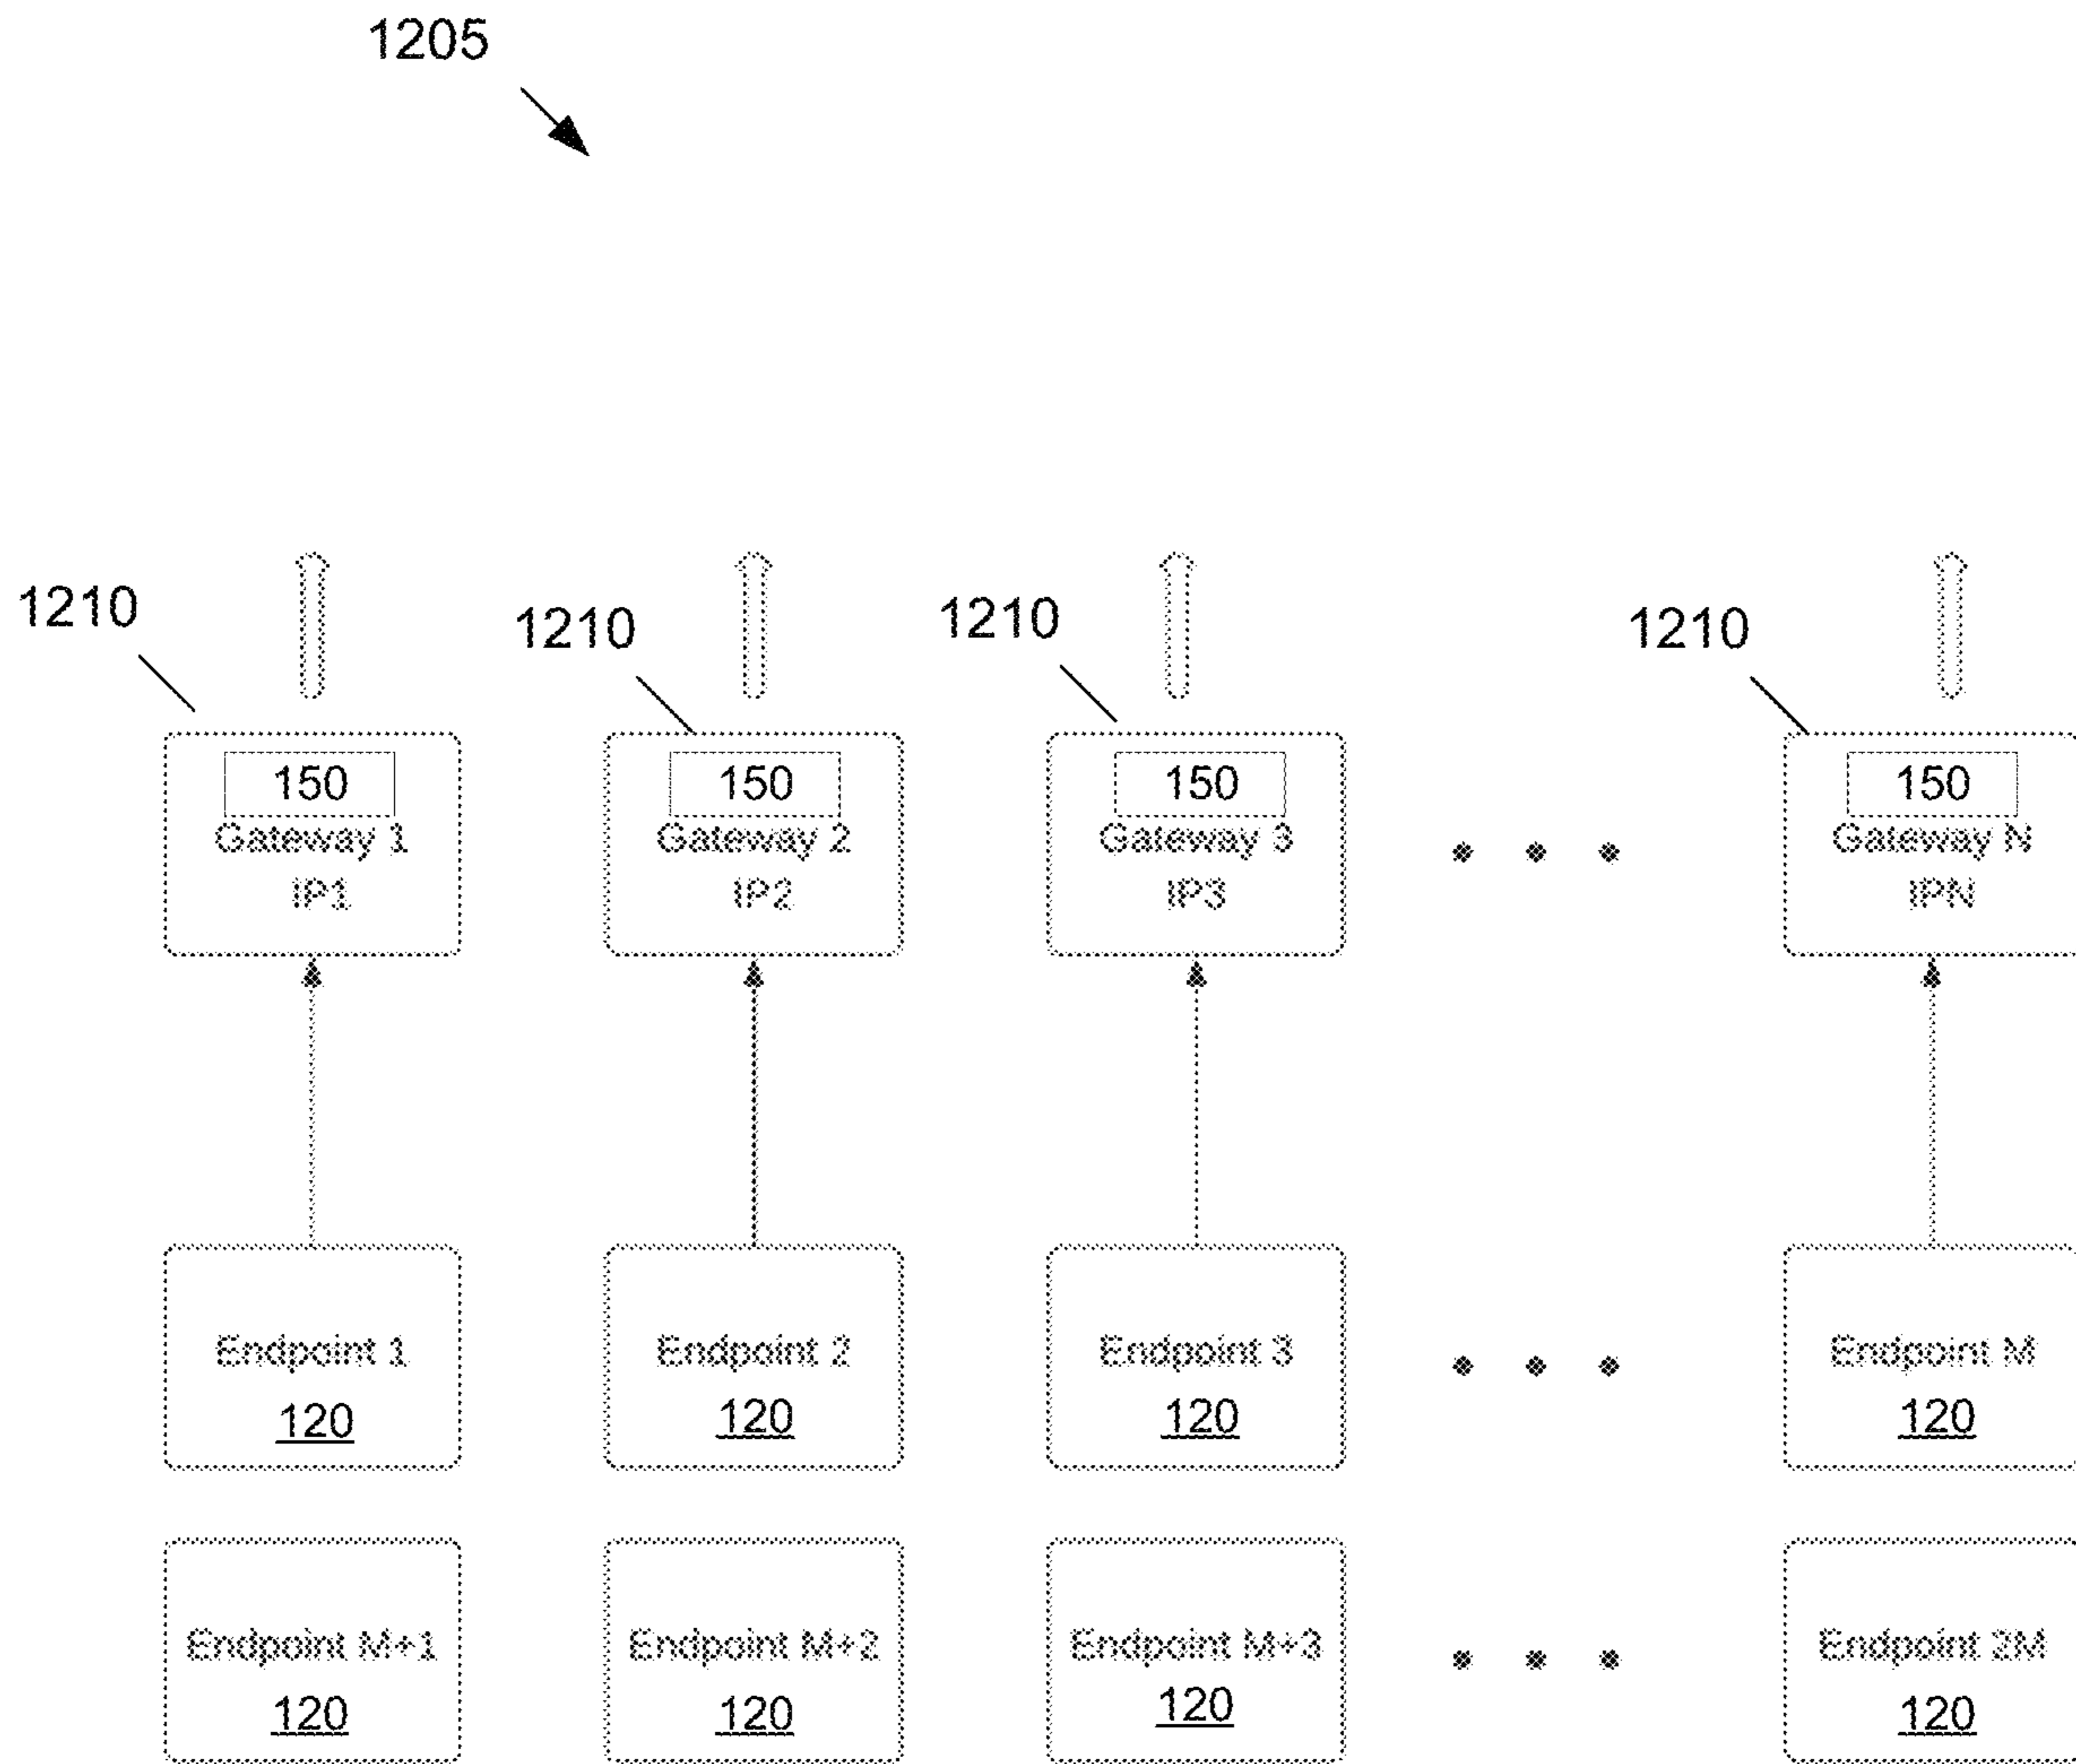 1205
1210
1210
1210
1210
150
Gateway 1
IP1
150
Gateway 2
IP2
150
Gateway 3
IP3
150
Gateway N
IPN
Endpoint 1
120
Endpoint 2
120
Endpoint 3
120
Endpoint M
120
Endpoint M+1
120
Endpoint M+2
120
Endpoint M+3
120
Endpoint 2M
120